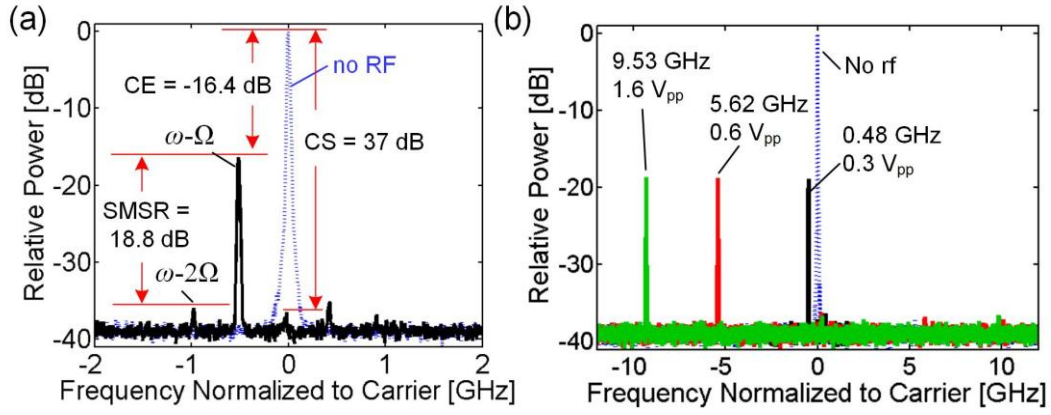 (a)
0
-10
-20
-30
-40
Relative Power [dB]
CE = -16.4 dB
no RF
CS = 37 dB
ω-Ω
SMSR =
18.8 dB
ω-2Ω
-2
-1
0
1
2
Frequency Normalized to Carrier [GHz]
(b)
0
-10
-20
-30
-40
Relative Power [dB]
9.53 GHz
1.6 Vpp
5.62 GHz
0.6 Vpp
No rf
0.48 GHz
0.3 Vpp
-10
-5
0
5
10
Frequency Normalized to Carrier [GHz]